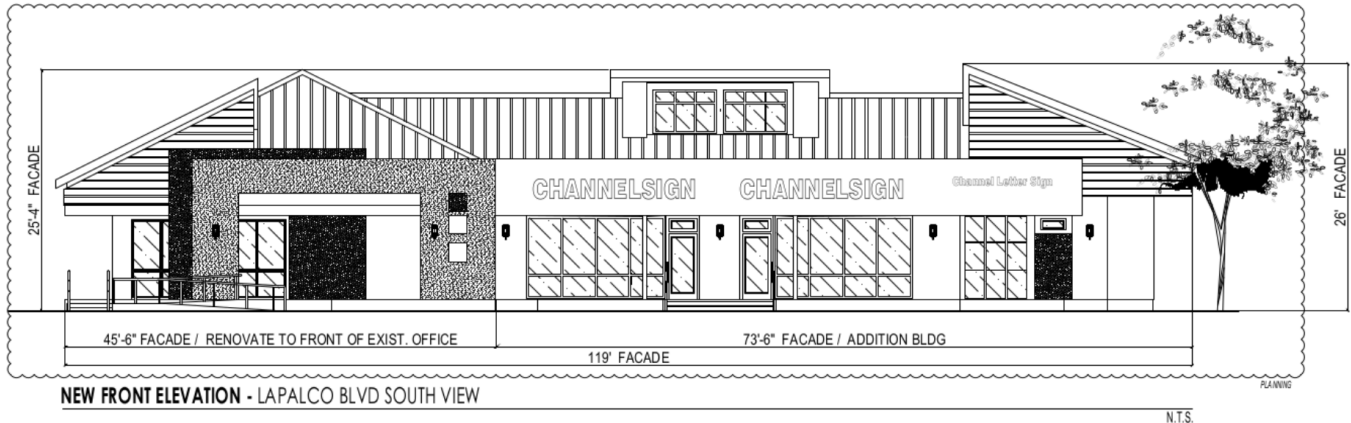 CHANNELSIGN CHANNELSIGN Channel Letter Sign
25'-4" FACADE
26' FACADE
45'-6" FACADE / RENOVATE TO FRONT OF EXIST. OFFICE
73'-6" FACADE / ADDITION BLDG
119' FACADE
PLANNING
NEW FRONT ELEVATION - LAPALCO BLVD SOUTH VIEW
N.T.S.